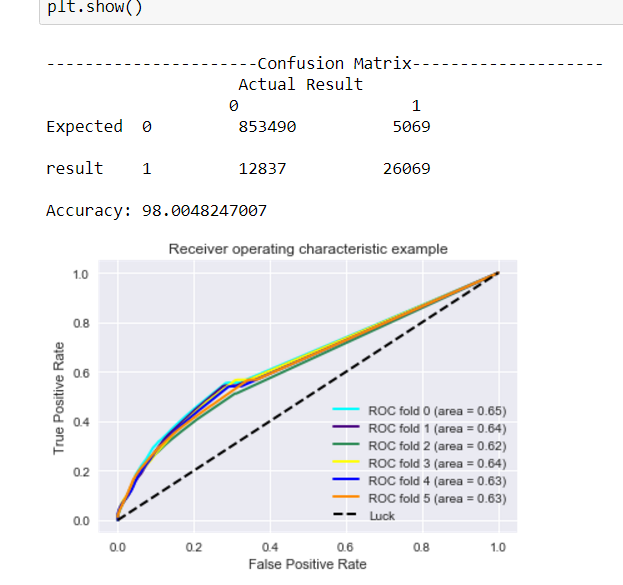 plt.show()
----------------------Confusion Matrix--------------------
Actual Result
0 1
Expected 0 853490 5069
result 1 12837 26069
Accuracy: 98.0048247007
Receiver operating characteristic example
1.0
0.8
0.6
0.4
0.2
0.0
True Positive Rate
ROC fold 0 (area = 0.65)
ROC fold 1 (area = 0.64)
ROC fold 2 (area = 0.62)
ROC fold 3 (area = 0.64)
ROC fold 4 (area = 0.63)
ROC fold 5 (area = 0.63)
Luck
0.0 0.2 0.4 0.6 0.8 1.0
False Positive Rate